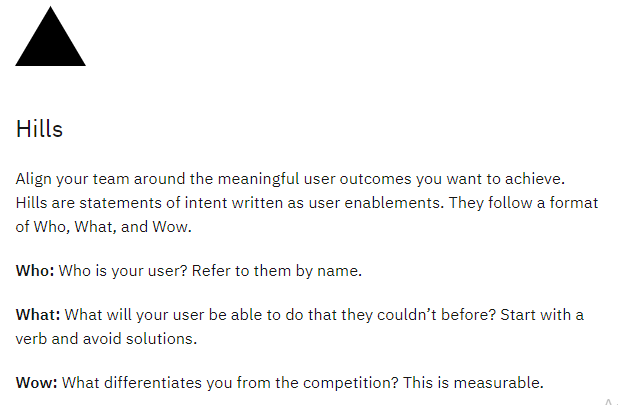 Hills
Align your team around the meaningful user outcomes you want to achieve.
Hills are statements of intent written as user enablements. They follow a format
of Who, What, and Wow.
Who: Who is your user? Refer to them by name.
What: What will your user be able to do that they couldn’t before? Start with a
verb and avoid solutions.
Wow: What differentiates you from the competition? This is measurable.